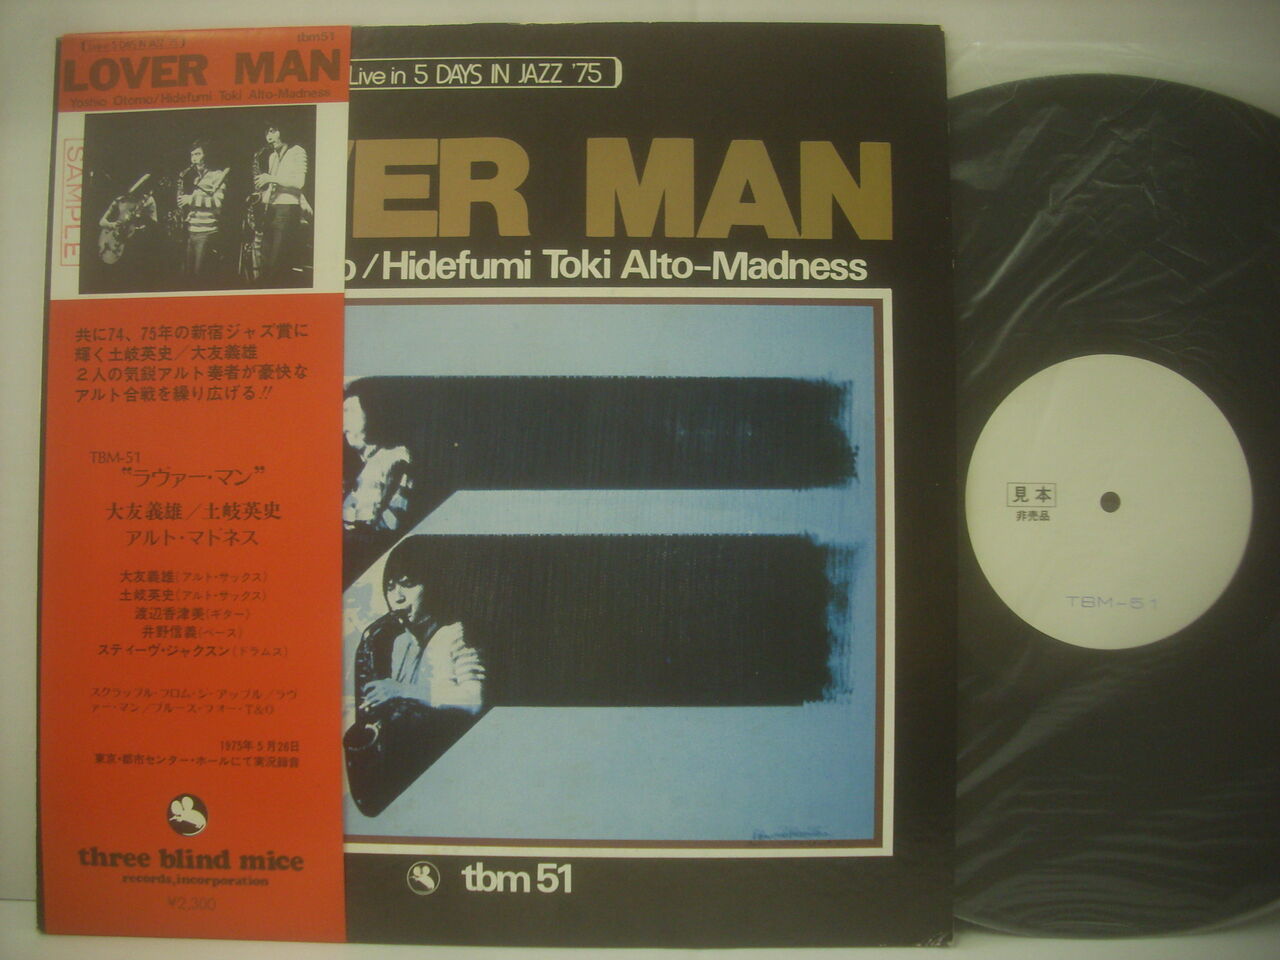 Live in 5 DAYS IN JAZZ '75
tbm51
LOVER MAN
Yoshio Otomo/Hidefumi Toki Alto-Madness
SAMPLE
共に74、75年の新宿ジャズ賞に
輝く土岐英史／大友義雄
２人の気鋭アルト奏者が豪快な
アルト合戦を繰り広げる!!
TBM-51
“ラヴァー・マン”
大友義雄／土岐英史
アルト・マドネス
大友義雄(アルト・サックス)
土岐英史(アルト・サックス)
渡辺香津美(ギター)
井野信義(ベース)
スティーヴ・ジャクスン(ドラムス)
スクラップル・フロム・ジ・アップル／ラヴ
ァー・マン／ブルース・フォー・T&O
1975年5月26日
東京・都市センター・ホールにて実況録音
three blind mice
records, incorporation
¥2,300
Live in 5 DAYS IN JAZZ '75
VER MAN
o/Hidefumi Toki Alto-Madness
tbm 51
見本
非売品
TBM-51